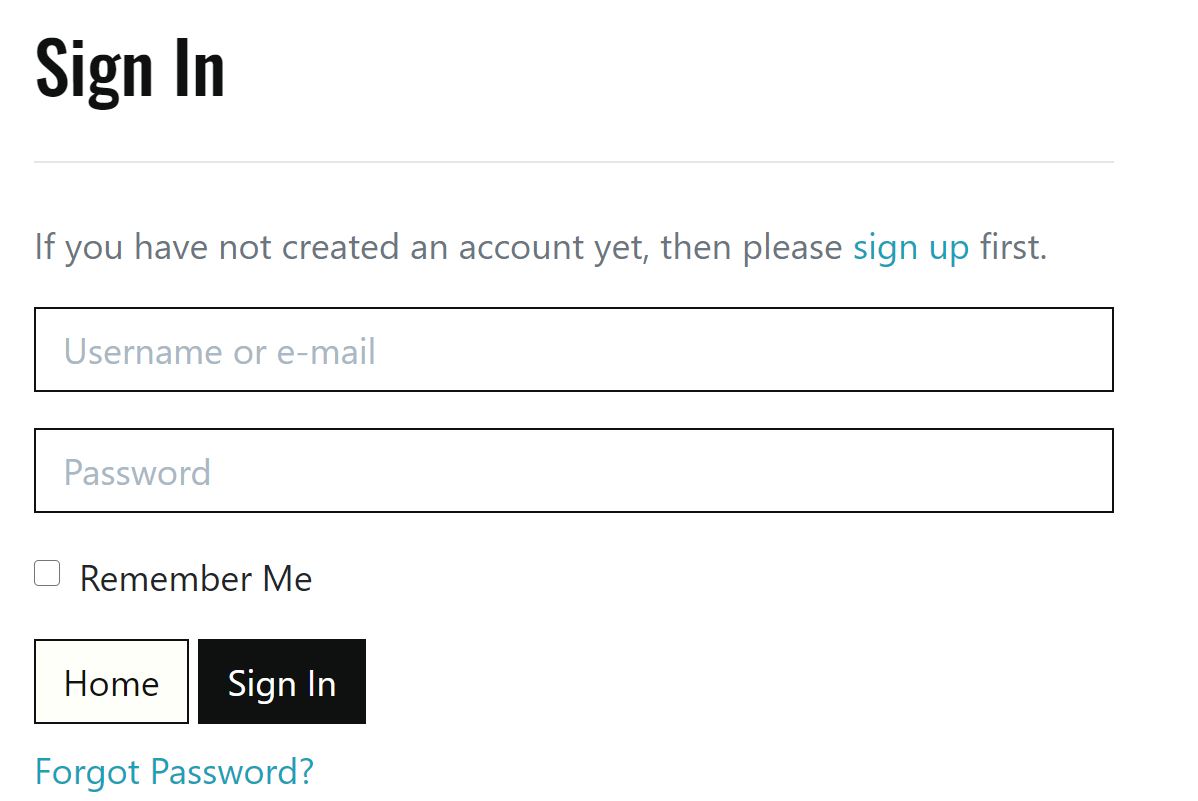 Sign In
If you have not created an account yet, then please sign up first.
Username or e-mail
Password
Remember Me
Home Sign In
Forgot Password?